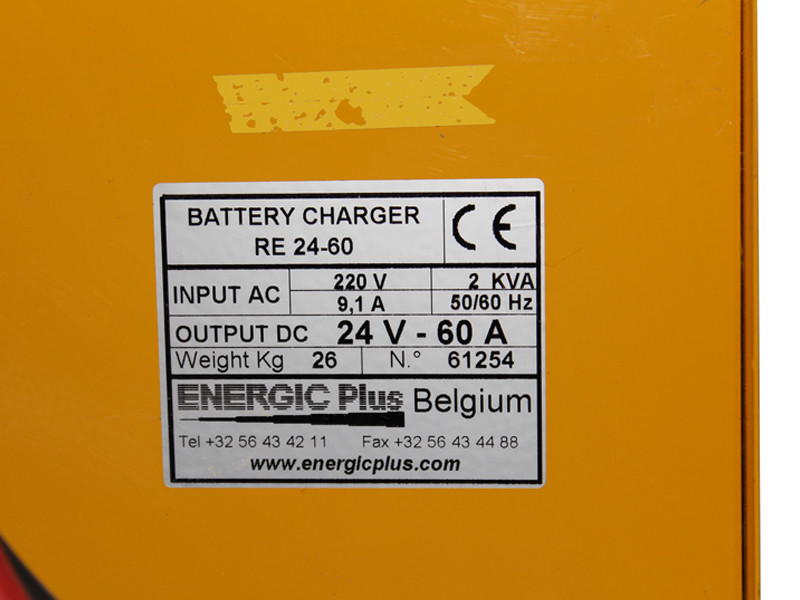 BATTERY CHARGER
RE 24-60
CE
INPUT AC 220 V 2 KVA
9,1 A 50/60 Hz
OUTPUT DC 24 V - 60 A
Weight Kg 26 N.° 61254
ENERGIC Plus Belgium
Tel +32 56 43 42 11 Fax +32 56 43 44 88
www.energicplus.com